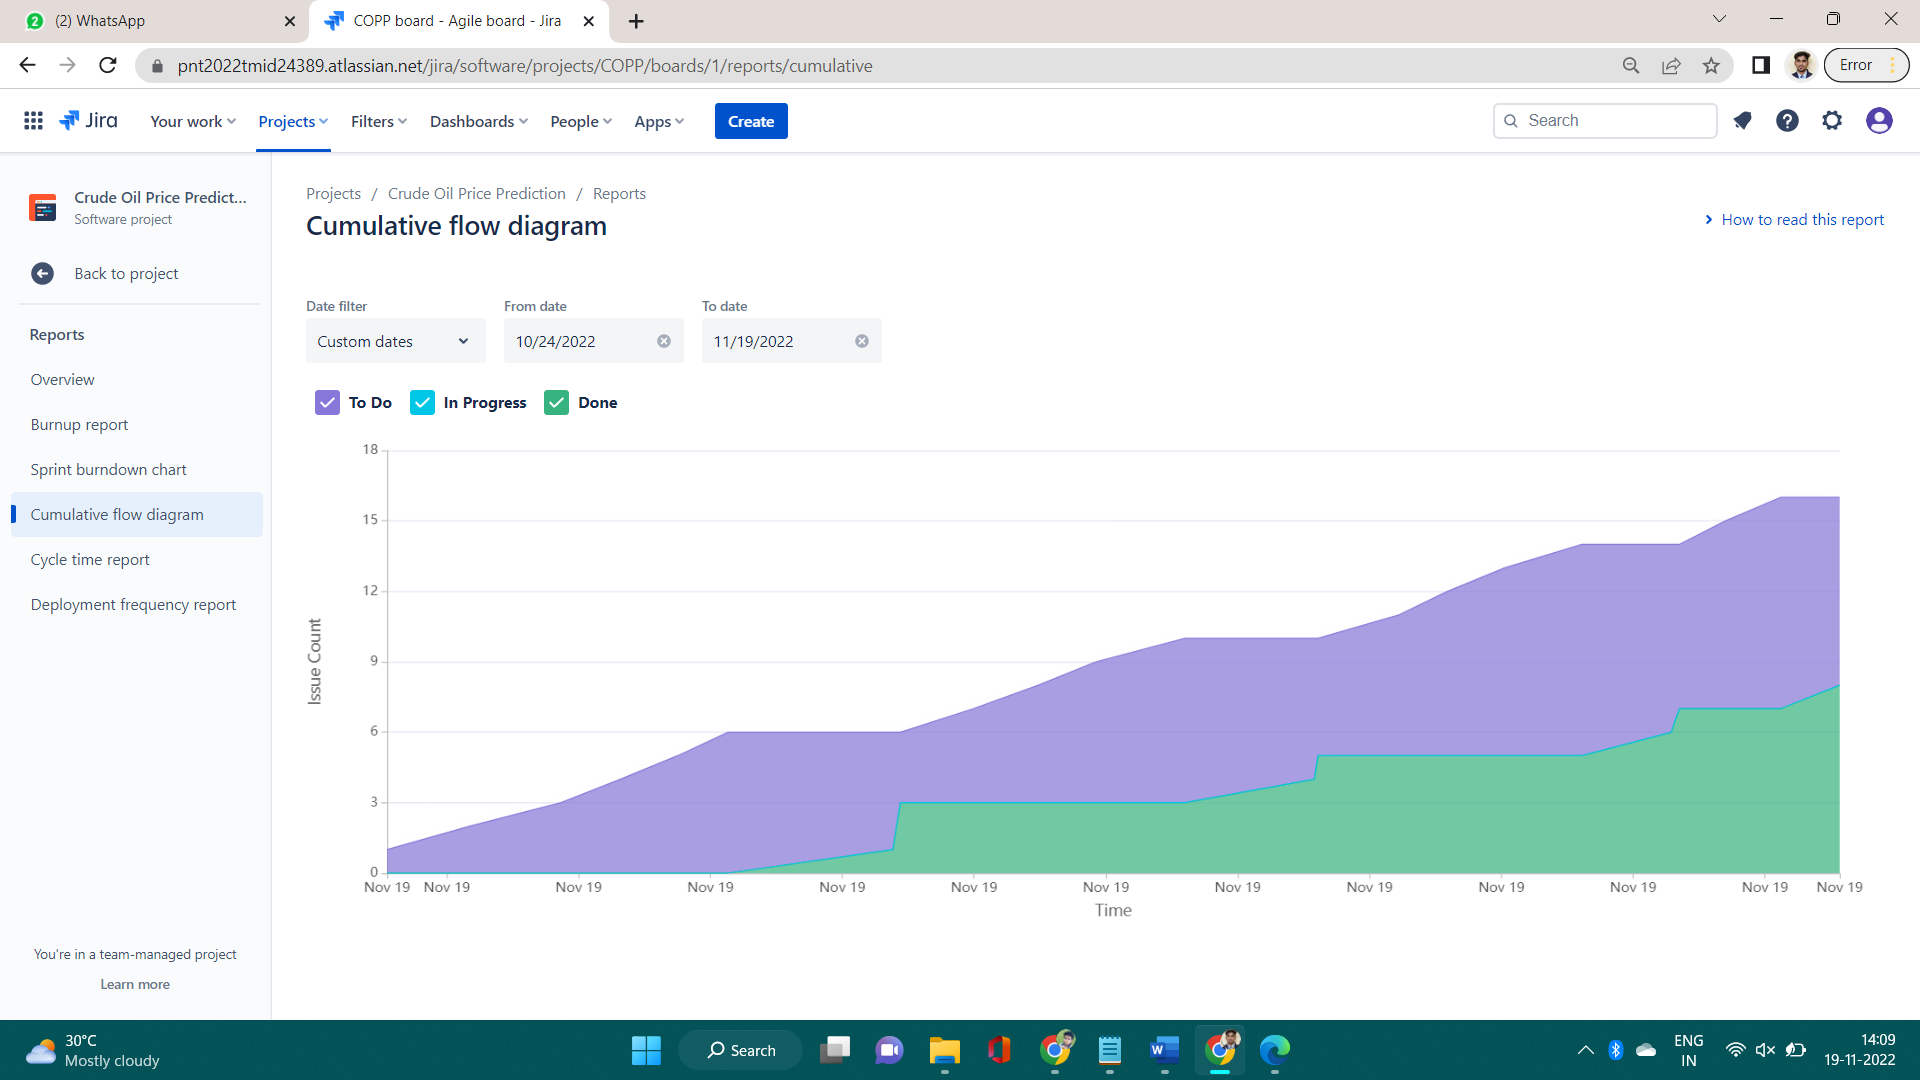 (2) WhatsApp
COPP board - Agile board - Jira
pnt2022tmid24389.atlassian.net/jira/software/projects/COPP/boards/1/reports/cumulative
Error
Jira
Your work
Projects
Filters
Dashboards
People
Apps
Create
Search
Crude Oil Price Predict...
Software project
Back to project
Reports
Overview
Burnup report
Sprint burndown chart
Cumulative flow diagram
Cycle time report
Deployment frequency report
You're in a team-managed project
Learn more
Projects / Crude Oil Price Prediction / Reports
Cumulative flow diagram
How to read this report
Date filter
Custom dates
From date
10/24/2022
To date
11/19/2022
To Do
In Progress
Done
18
15
12
9
6
3
0
Issue Count
Nov 19 Nov 19 Nov 19 Nov 19 Nov 19 Nov 19 Nov 19 Nov 19 Nov 19 Nov 19 Nov 19 Nov 19 Nov 19
Time
30°C
Mostly cloudy
Search
ENG
IN
14:09
19-11-2022